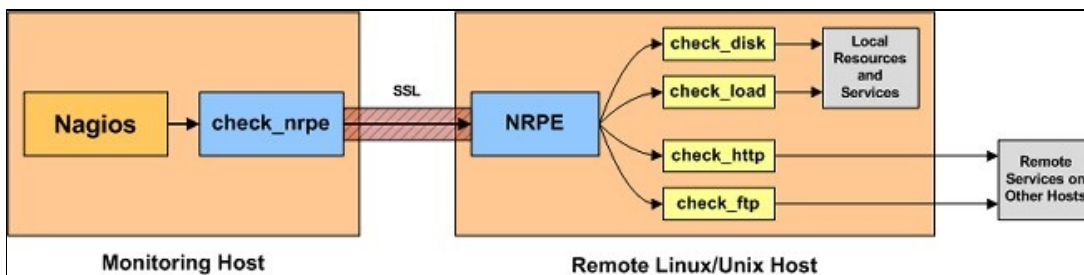 Nagios
check_nrpe
SSL
NRPE
check_disk
check_load
check_http
check_ftp
Local
Resources
and
Services
Remote
Services on
Other Hosts
Monitoring Host
Remote Linux/Unix Host